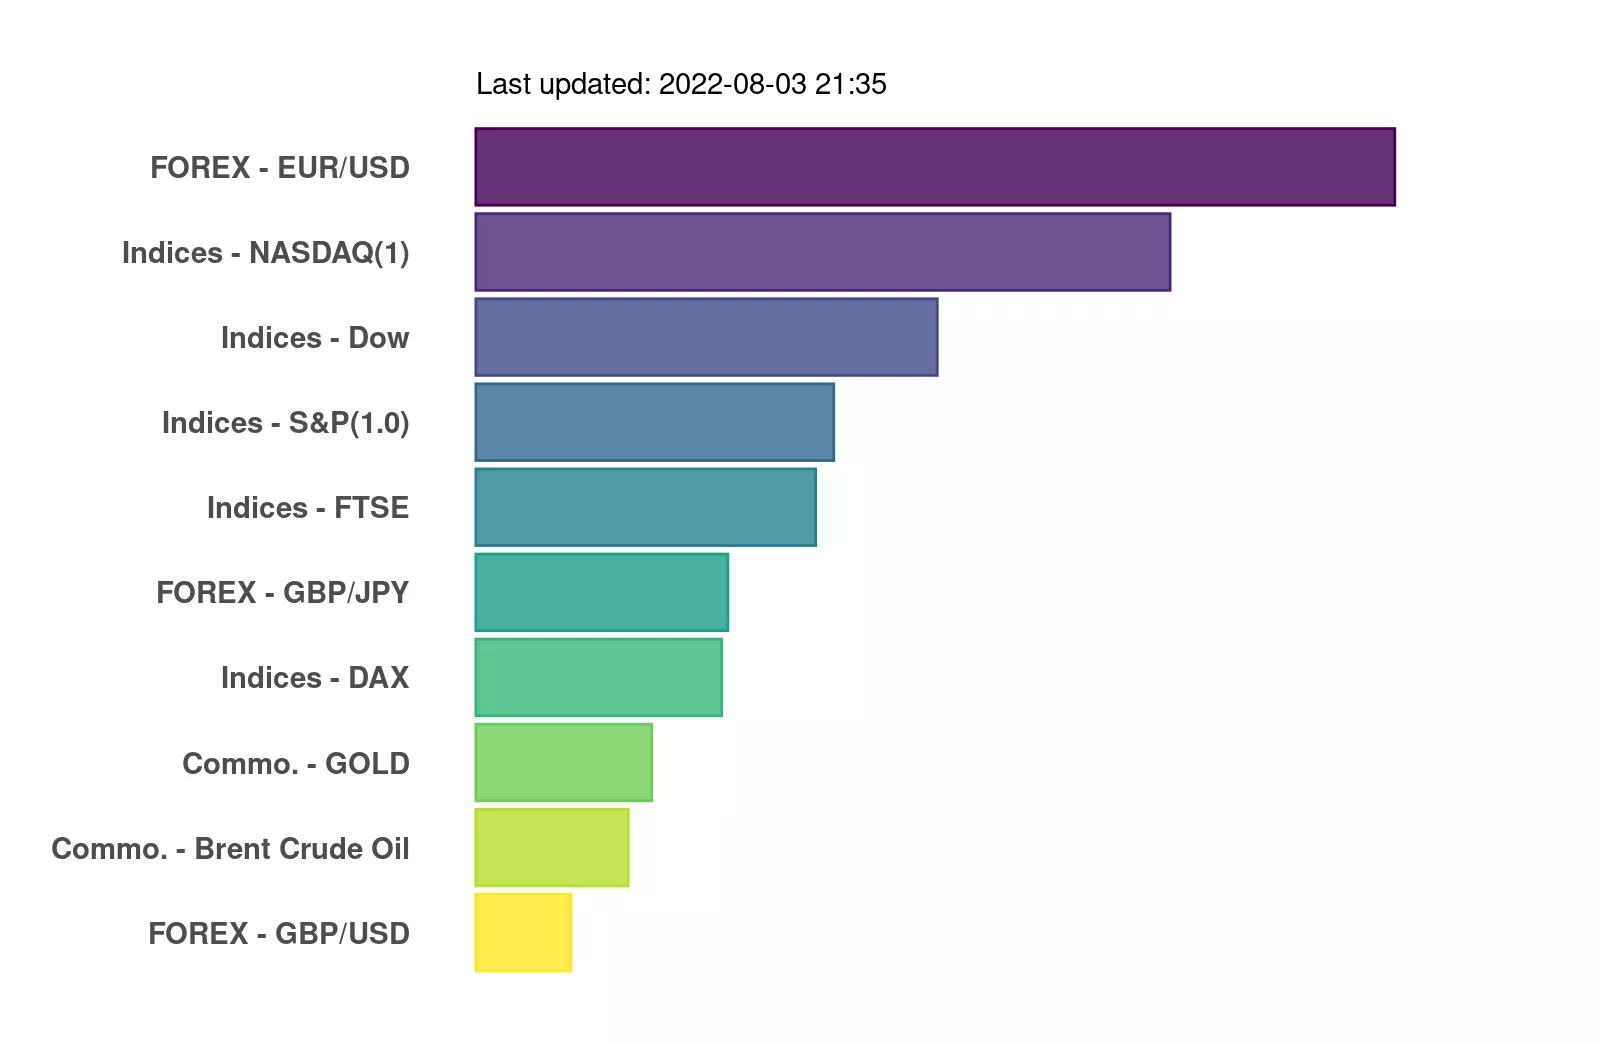 Last updated: 2022-08-03 21:35
FOREX - EUR/USD
Indices - NASDAQ(1)
Indices - Dow
Indices - S&P(1.0)
Indices - FTSE
FOREX - GBP/JPY
Indices - DAX
Commo. - GOLD
Commo. - Brent Crude Oil
FOREX - GBP/USD